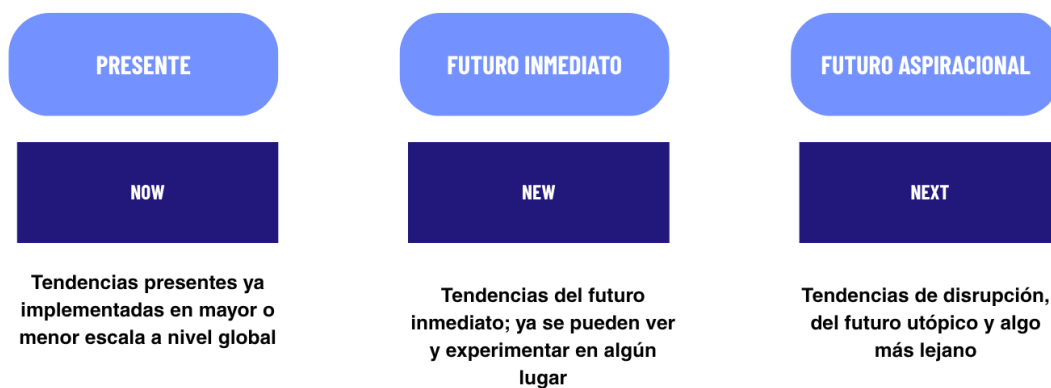 PRESENTE
FUTURO INMEDIATO
FUTURO ASPIRACIONAL
NOW
NEW
NEXT
Tendencias presentes ya
implementadas en mayor o
menor escala a nivel global
Tendencias del futuro
inmediato; ya se pueden ver
y experimentar en algún
lugar
Tendencias de disrupción,
del futuro utópico y algo
más lejano